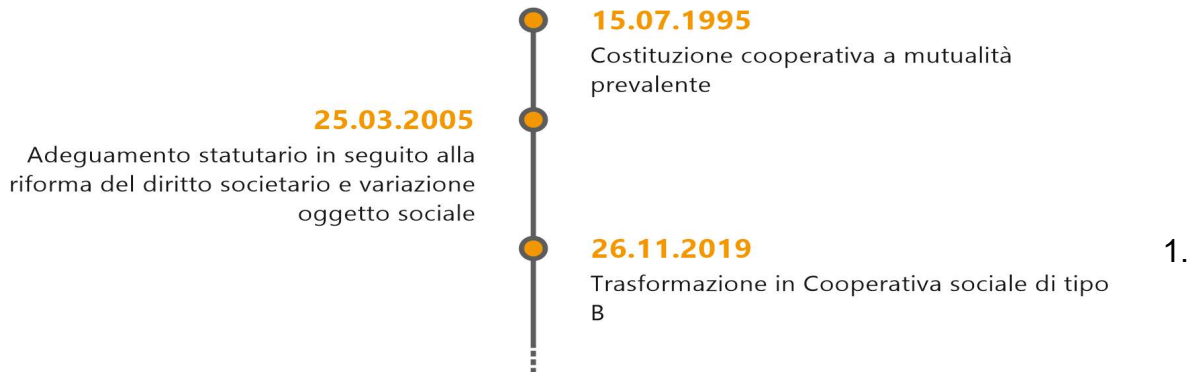 15.07.1995
Costituzione cooperativa a mutualità
prevalente
25.03.2005
Adeguamento statutario in seguito alla
riforma del diritto societario e variazione
oggetto sociale
26.11.2019
Trasformazione in Cooperativa sociale di tipo
B
1.